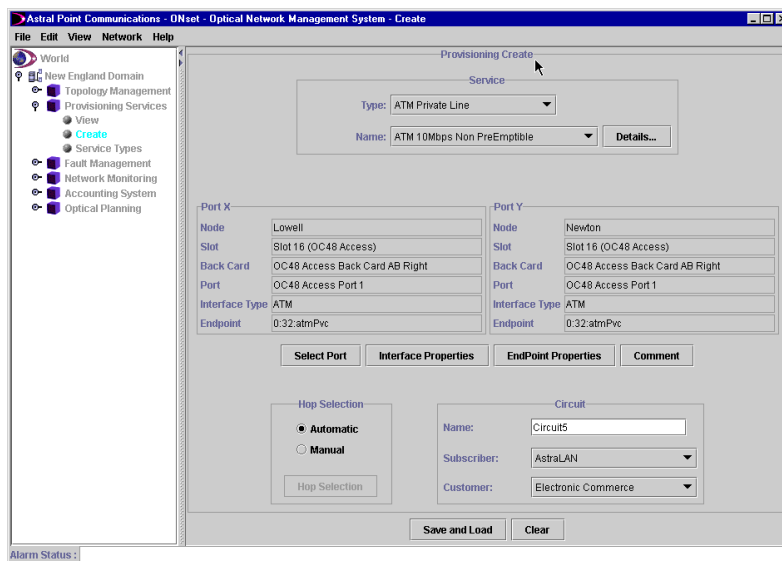 Astral Point Communications - ONset - Optical Network Management System - Create
File Edit View Network Help
World
New England Domain
Topology Management
Provisioning Services
View
Create
Service Types
Fault Management
Network Monitoring
Accounting System
Optical Planning
Provisioning Create
Service
Type: ATM Private Line
Name: ATM 10Mbps Non PreEmptible Details...
Port X
Node Lowell
Slot Slot 16 (OC48 Access)
Back Card OC48 Access Back Card AB Right
Port OC48 Access Port 1
Interface Type ATM
Endpoint 0:32:atmPvc
Port Y
Node Newton
Slot Slot 16 (OC48 Access)
Back Card OC48 Access Back Card AB Right
Port OC48 Access Port 1
Interface Type ATM
Endpoint 0:32:atmPvc
Select Port Interface Properties EndPoint Properties Comment
Hop Selection
Automatic
Manual
Hop Selection
Circuit
Name: Circuit5
Subscriber: AstraLAN
Customer: Electronic Commerce
Save and Load Clear
Alarm Status :